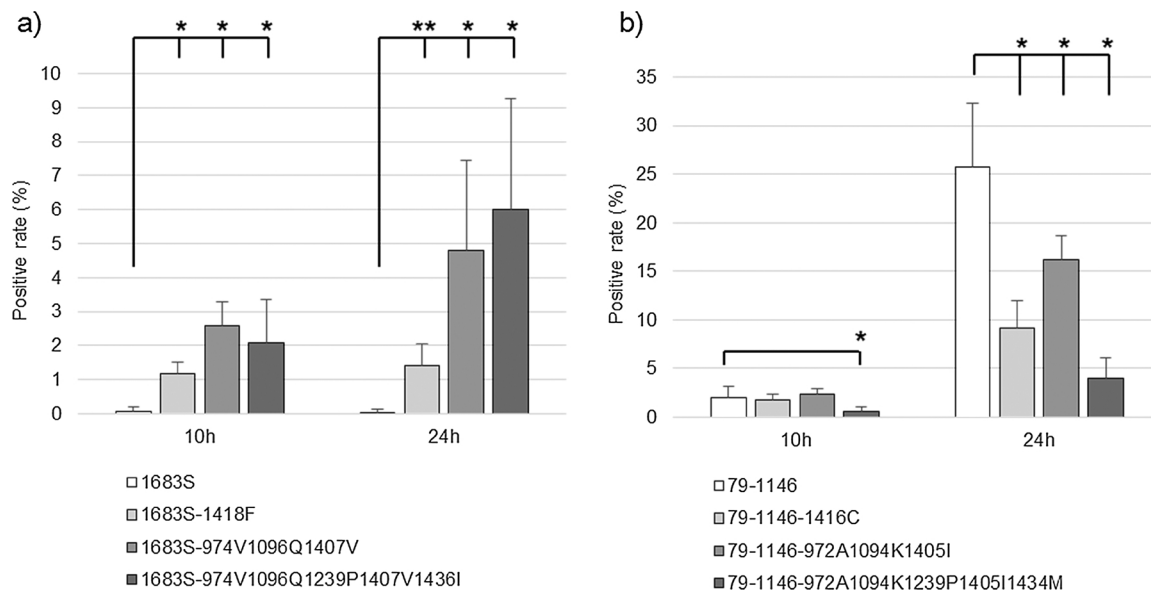 a)
* * *
** * *
10
9
8
7
6
5
4
3
2
1
0
Positive rate (%)
10h
24h
1683S
1683S-1418F
1683S-974V1096Q1407V
1683S-974V1096Q1239P1407V1436I
b)
* * *
35
30
25
20
15
10
5
0
Positive rate (%)
*
10h
24h
79-1146
79-1146-1416C
79-1146-972A1094K1405I
79-1146-972A1094K1239P1405I1434M